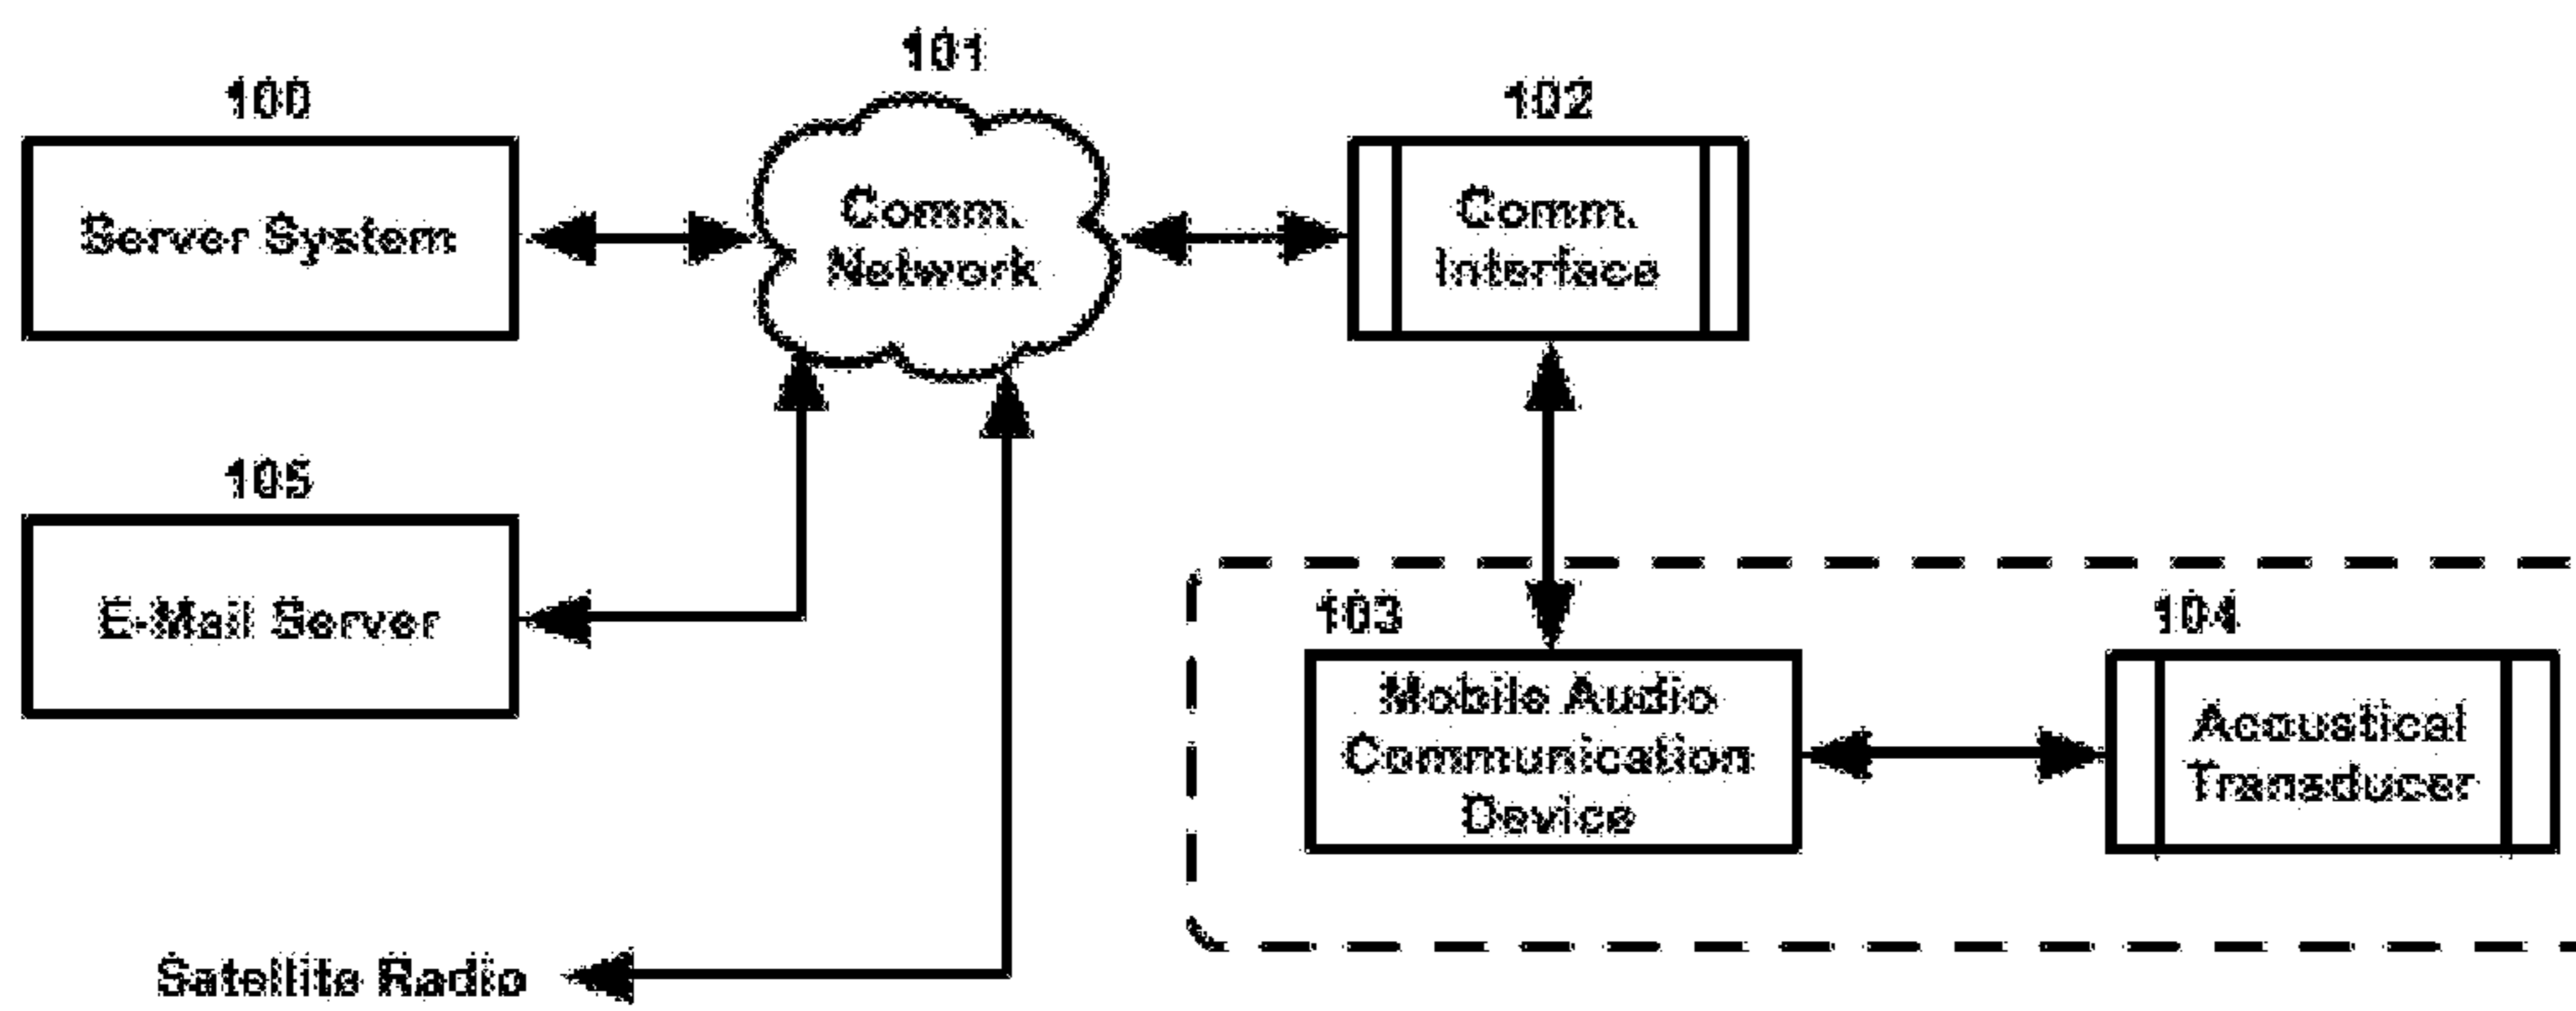 101
100
102
Server System
Comm.
Network
Comm.
Interface
105
E-Mail Server
103
104
Mobile Audio
Communication
Device
Acoustical
Transducer
Satellite Radio